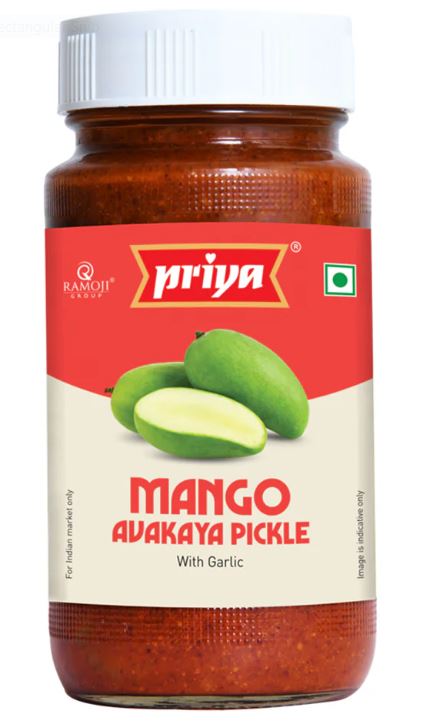 priya
®
RAMOJI®
GROUP
MANGO
AVAKAYA PICKLE
With Garlic
For Indian market only
Image is indicative only